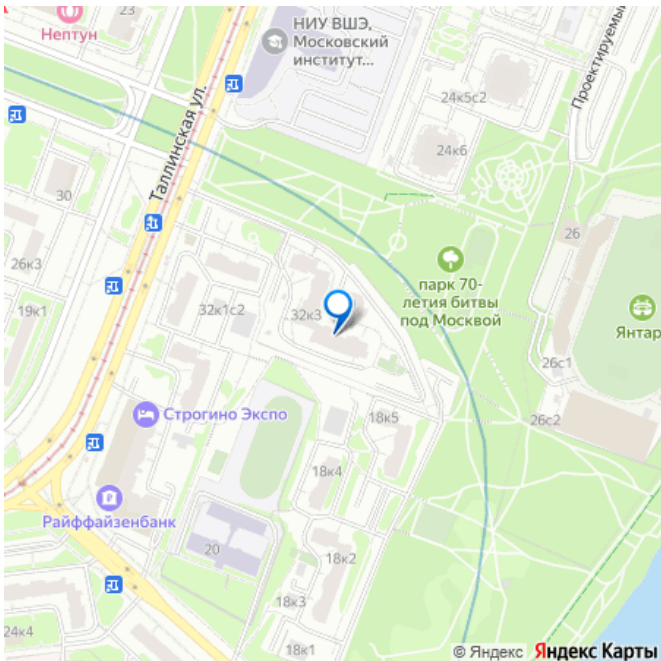 23
Нептун
НИУ ВШЭ,
Московский
институт...
Проектируемый
24к5с2
24к6
Таллинская ул.
30
26
26к3
парк 70-
летия битвы
под Москвой
19к1
32к1с2
32к3
Янтар
26с1
Строгино Экспо
18к5
26с2
18к4
Райффайзенбанк
20
18к2
18к3
24к4
18к1
© Яндекс Яндекс Карты